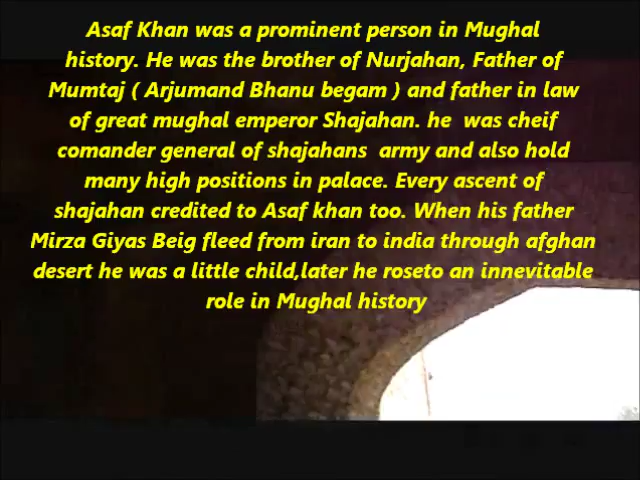 Asaf Khan was a prominent person in Mughal
history. He was the brother of Nurjahan, Father of
Mumtaj ( Arjumand Bhanu begam ) and father in law
of great mughal emperor Shajahan. he  was cheif
comander general of shajahans  army and also hold
many high positions in palace. Every ascent of
shajahan credited to Asaf khan too. When his father
Mirza Giyas Beig fleed from iran to india through afghan
desert he was a little child,later he roseto an innevitable
role in Mughal history